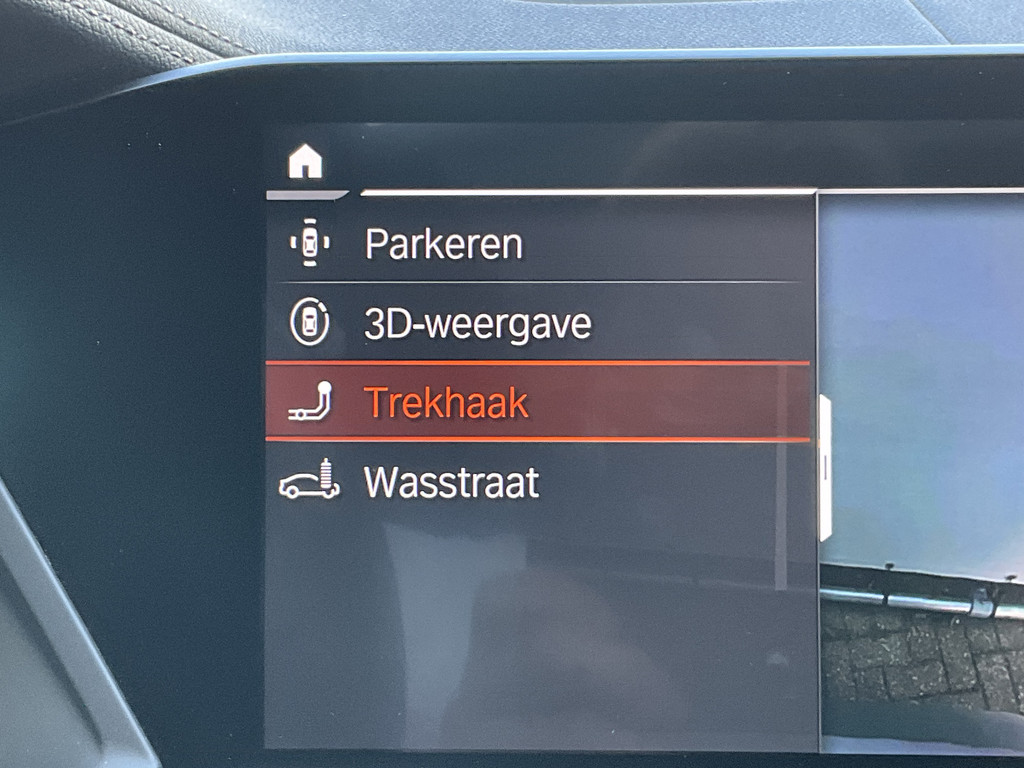 Parkeren
3D-weergave
Trekhaak
Wasstraat